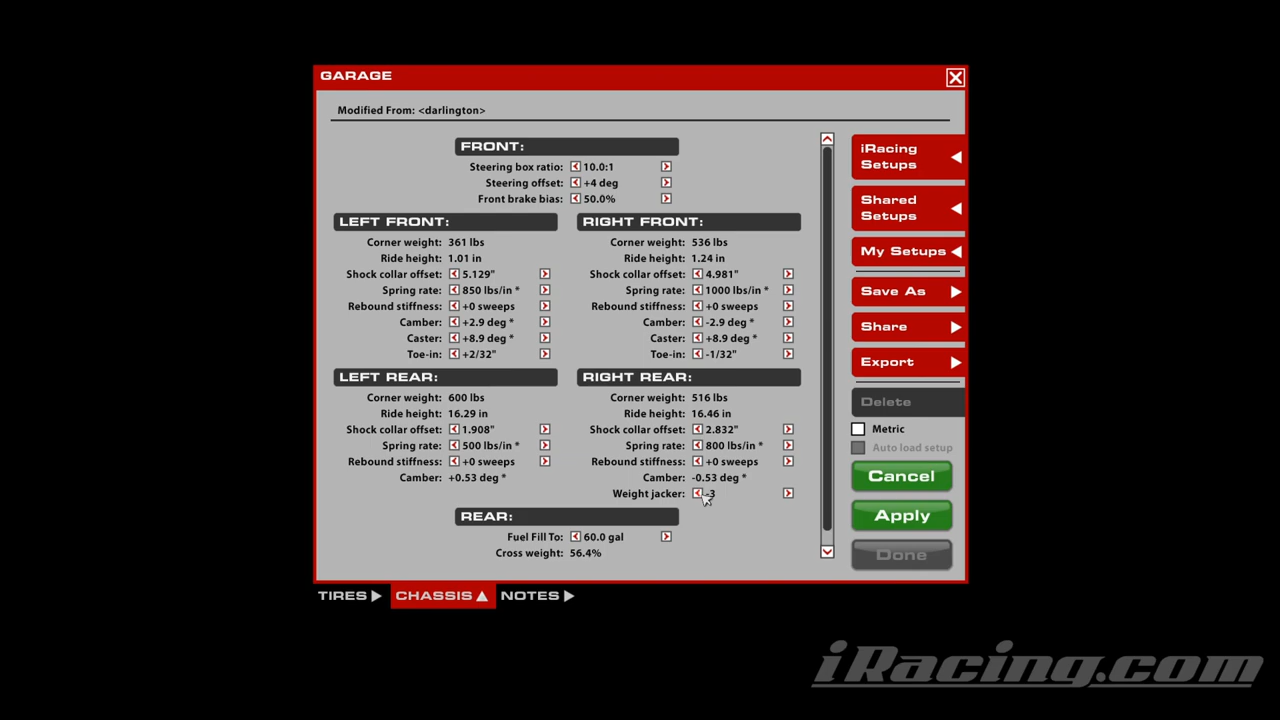 GARAGE
Modified From: <darlington>
FRONT:
Steering box ratio: 10.0:1
Steering offset: +4 deg
Front brake bias: 50.0%
LEFT FRONT:
Corner weight: 361 lbs
Ride height: 1.01 in
Shock collar offset: 5.129"
Spring rate: 850 lbs/in *
Rebound stiffness: +0 sweeps
Camber: +2.9 deg *
Caster: +8.9 deg *
Toe-in: +2/32"
RIGHT FRONT:
Corner weight: 536 lbs
Ride height: 1.24 in
Shock collar offset: 4.981"
Spring rate: 1000 lbs/in *
Rebound stiffness: +0 sweeps
Camber: -2.9 deg *
Caster: +8.9 deg *
Toe-in: -1/32"
LEFT REAR:
Corner weight: 600 lbs
Ride height: 16.29 in
Shock collar offset: 1.908"
Spring rate: 500 lbs/in *
Rebound stiffness: +0 sweeps
Camber: +0.53 deg *
RIGHT REAR:
Corner weight: 516 lbs
Ride height: 16.46 in
Shock collar offset: 2.832"
Spring rate: 800 lbs/in *
Rebound stiffness: +0 sweeps
Camber: -0.53 deg *
Weight jacker: -3
REAR:
Fuel Fill To: 60.0 gal
Cross weight: 56.4%
iRacing
Setups
Shared
Setups
My Setups
Save As
Share
Export
Delete
Metric
Auto load setup
Cancel
Apply
Done
TIRES
CHASSIS
NOTES
iRacing.com